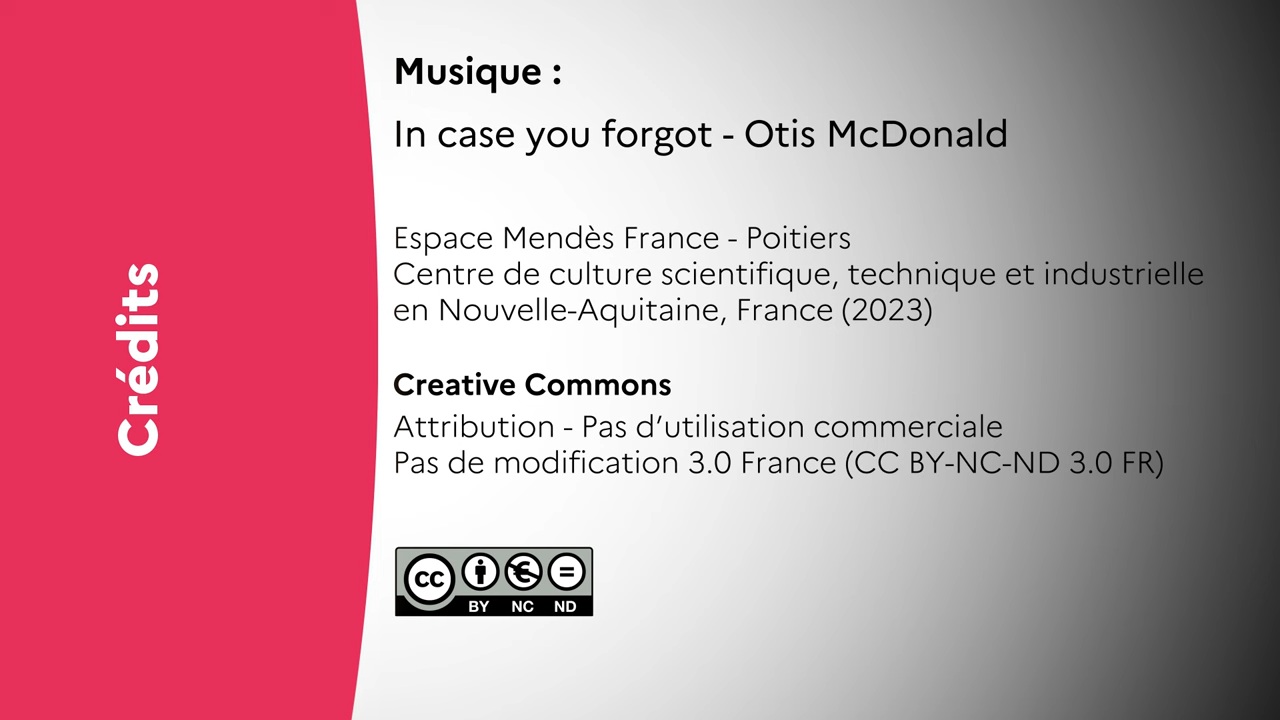 Crédits
Musique :
In case you forgot - Otis McDonald
Espace Mendès France - Poitiers
Centre de culture scientifique, technique et industrielle
en Nouvelle-Aquitaine, France (2023)
Creative Commons
Attribution - Pas d’utilisation commerciale
Pas de modification 3.0 France (CC BY-NC-ND 3.0 FR)
cc
BY NC ND